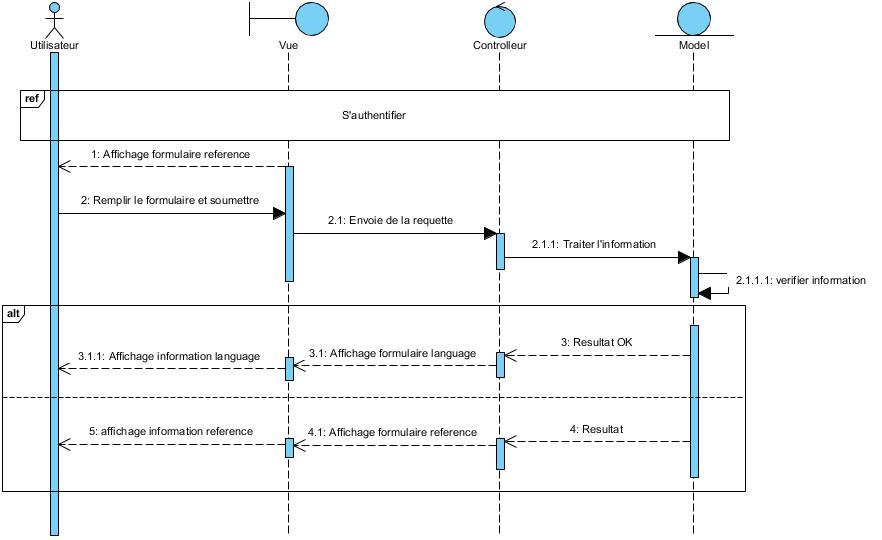 Utilisateur
Vue
Controlleur
Model
ref
S'authentifier
1: Affichage formulaire reference
2: Remplir le formulaire et soumettre
2.1: Envoie de la requette
2.1.1: Traiter l'information
2.1.1.1: verifier information
alt
3: Resultat OK
3.1: Affichage formulaire language
3.1.1: Affichage information language
4: Resultat
4.1: Affichage formulaire reference
5: affichage information reference